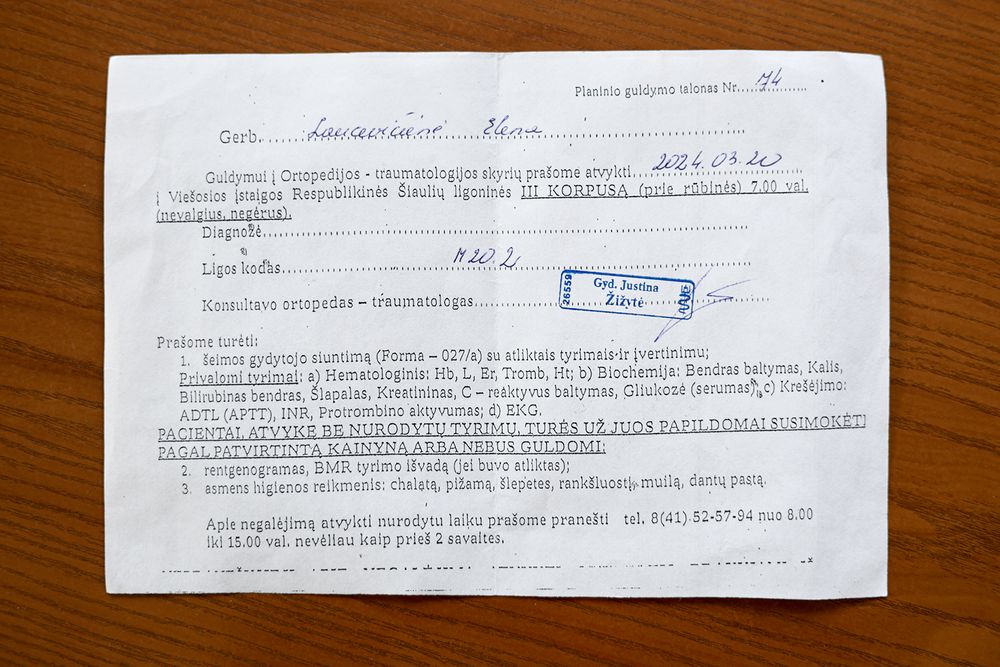 Planinio guldymo talonas Nr....74............
Gerb.......Laucevičienė Elena...............................
Guldymui į Ortopedijos - traumatologijos skyrių prašome atvykti....2024.03.20......
į Viešosios įstaigos Respublikinės Šiaulių ligoninės III KORPUSĄ (prie rūbinės) 7.00 val.
(nevalgius, negėrus).
Diagnozė............................................................
Ligos kodas..........................M20.2..............................
Konsultavo ortopedas – traumatologas...............................
26559
Gyd. Justina
Žižytė
Prašome turėti:
1. šeimos gydytojo siuntimą (Forma – 027/a) su atliktais tyrimais ir įvertinimu;
Privalomi tyrimai: a) Hematologinis: Hb, L, Er, Tromb, Ht; b) Biochemija: Bendras baltymas, Kalis,
Bilirubinas bendras, Šlapalas, Kreatininas, C – reaktyvus baltymas, Gliukozė (serumas); c) Krešėjimo:
ADTL (APTT), INR, Protrombino aktyvumas; d) EKG.
PACIENTAI, ATVYKĘ BE NURODYTŲ TYRIMŲ, TURĖS UŽ JUOS PAPILDOMAI SUSIMOKĖTI
PAGAL PATVIRTINTĄ KAINYNĄ ARBA NEBUS GULDOMI;
2. rentgenogramas, BMR tyrimo išvadą (jei buvo atliktas);
3. asmens higienos reikmenis: chalatą, pižamą, šlepetes, rankšluostį, muilą, dantų pastą.
Apie negalėjimą atvykti nurodytu laiku prašome pranešti tel. 8(41) 52-57-94 nuo 8.00
iki 15.00 val. nevėliau kaip prieš 2 savaites.